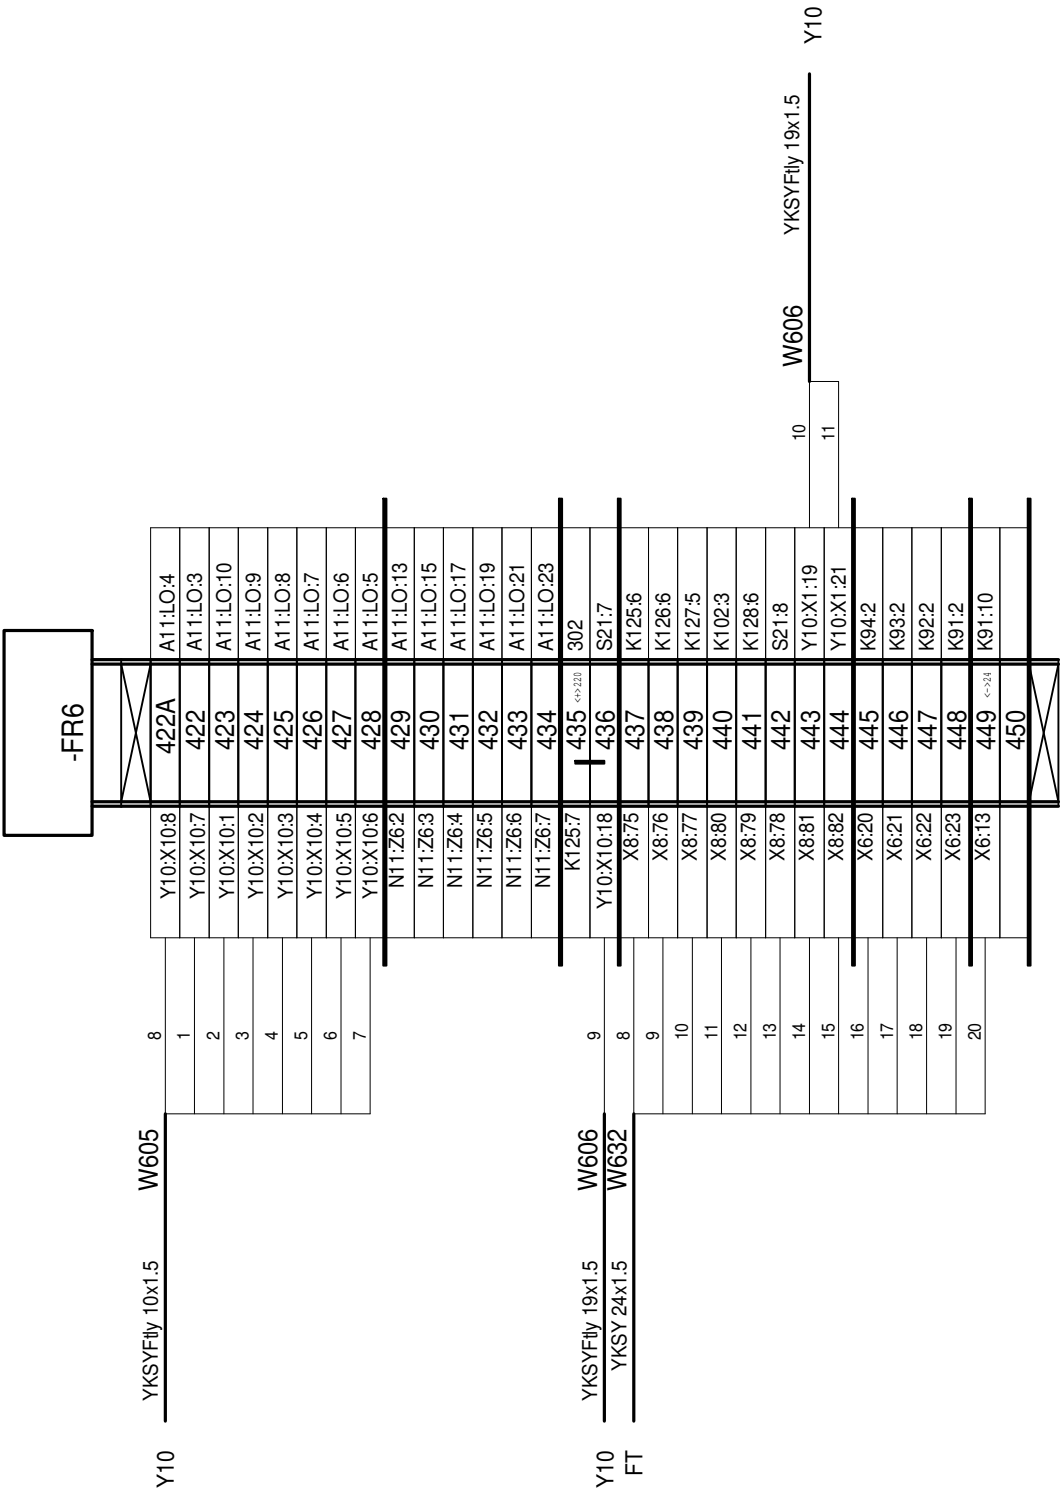 -FR6
Y10:X10:8 422A A11:LO:4
Y10:X10:7 422 A11:LO:3
Y10:X10:1 423 A11:LO:10
Y10:X10:2 424 A11:LO:9
Y10:X10:3 425 A11:LO:8
Y10:X10:4 426 A11:LO:7
Y10:X10:5 427 A11:LO:6
Y10:X10:6 428 A11:LO:5
N11:Z6:2 429 A11:LO:13
N11:Z6:3 430 A11:LO:15
N11:Z6:4 431 A11:LO:17
N11:Z6:5 432 A11:LO:19
N11:Z6:6 433 A11:LO:21
N11:Z6:7 434 A11:LO:23
K125:7 435 <+>220 302
Y10:X10:18 436 S21:7
X8:75 437 K125:6
X8:76 438 K126:6
X8:77 439 K127:5
X8:80 440 K102:3
X8:79 441 K128:6
X8:78 442 S21:8
X8:81 443 Y10:X1:19
X8:82 444 Y10:X1:21
X6:20 445 K94:2
X6:21 446 K93:2
X6:22 447 K92:2
X6:23 448 K91:2
X6:13 449 <->24 K91:10
450
Y10 YKSYFtly 10x1.5 W605
8
1
2
3
4
5
6
7
Y10 YKSYFtly 19x1.5 W606
9
FT YKSY 24x1.5 W632
8
9
10
11
12
13
14
15
16
17
18
19
20
10
11
W606 YKSYFtly 19x1.5 Y10